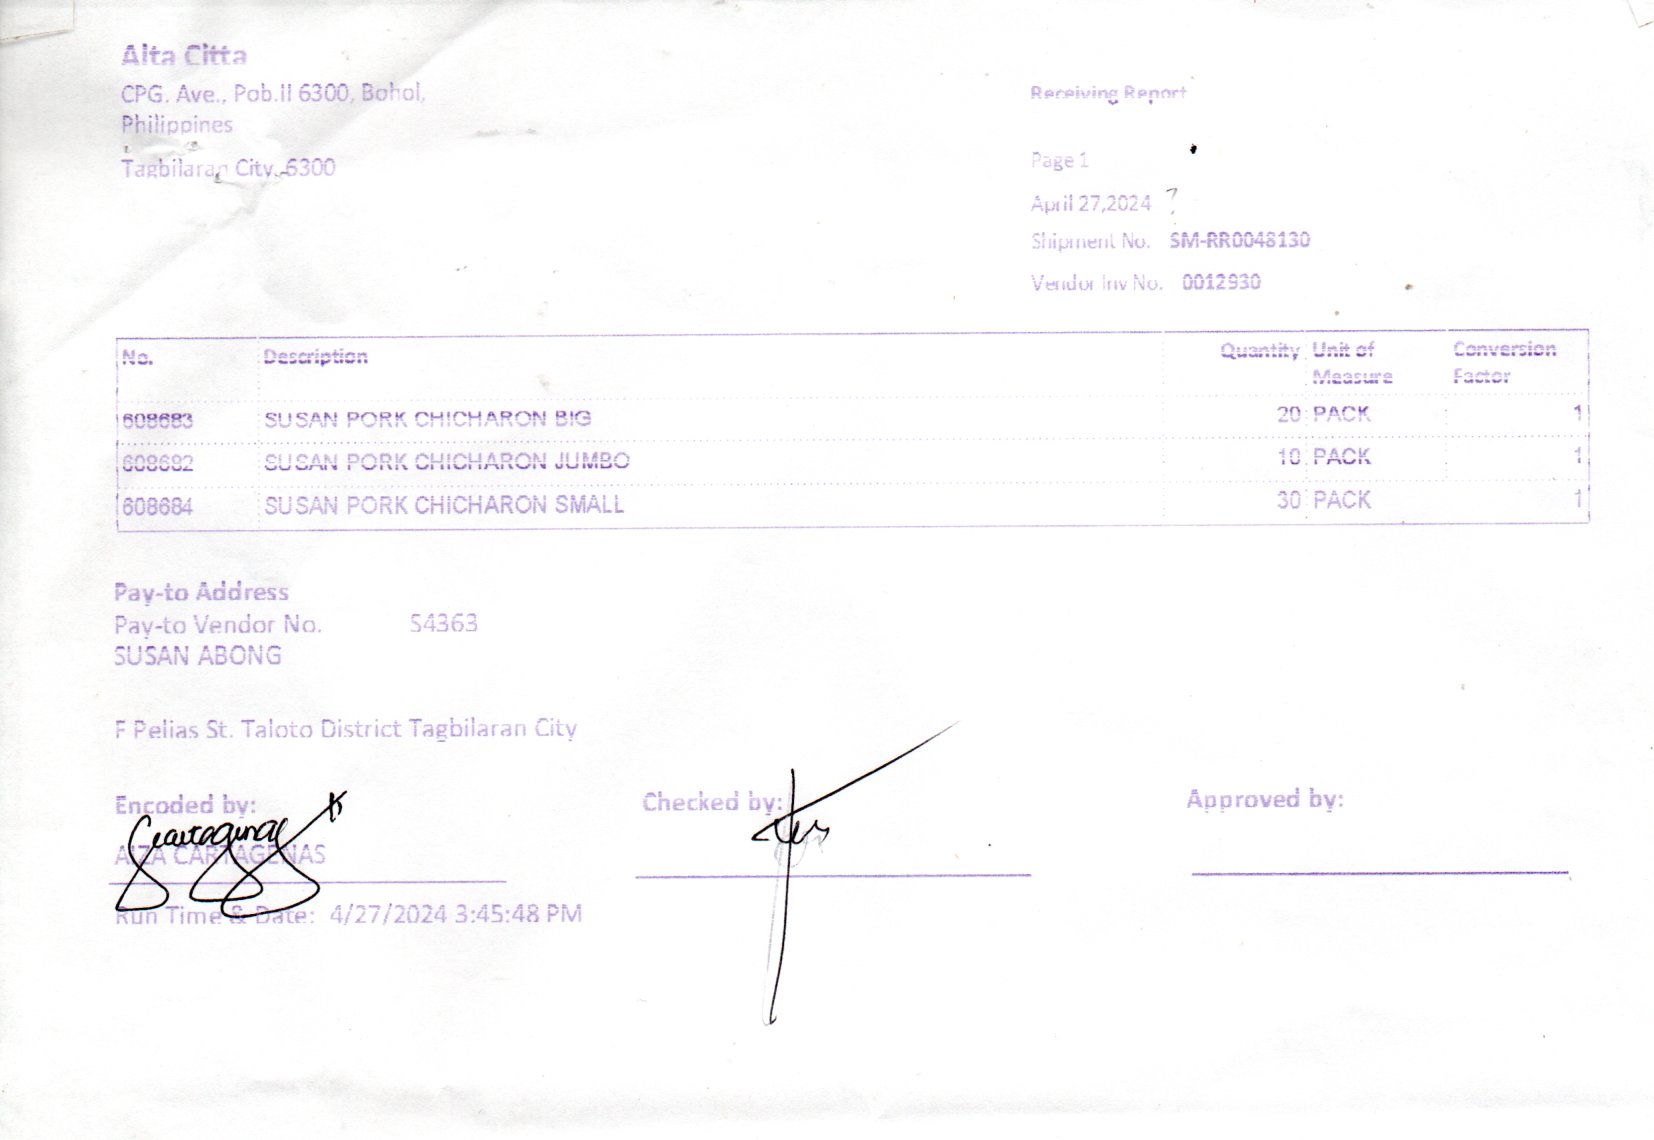 Alta Citta
CPG. Ave., Pob.II 6300, Bohol,
Philippines
Tagbilaran City, 6300
Receiving Report
Page 1
April 27,2024
Shipment No. SM-RR0048130
Vendor Inv No. 0012930
No. Description Quantity Unit of Measure Conversion Factor
608683 SUSAN PORK CHICHARON BIG 20 PACK 1
608682 SUSAN PORK CHICHARON JUMBO 10 PACK 1
608684 SUSAN PORK CHICHARON SMALL 30 PACK 1
Pay-to Address
Pay-to Vendor No. S4363
SUSAN ABONG
F Pelias St. Taloto District Tagbilaran City
Encoded by: Checked by: Approved by:
AIZA CARTAGENAS
Run Time & Date: 4/27/2024 3:45:48 PM